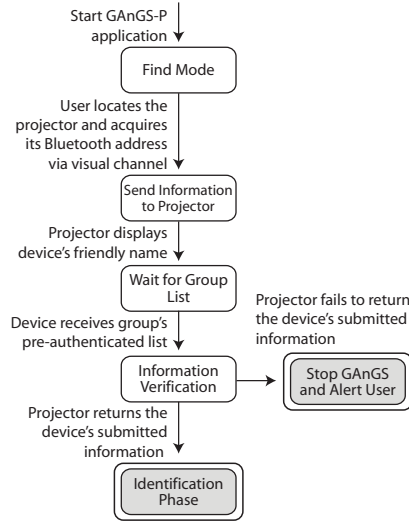 Start GAnGS-P
application
Find Mode
User locates the
projector and acquires
its Bluetooth address
via visual channel
Send Information
to Projector
Projector displays
device's friendly name
Wait for Group
List
Device receives group's
pre-authenticated list
Information
Verification
Projector fails to return
the device's submitted
information
Stop GAnGS
and Alert User
Projector returns the
device's submitted
information
Identification
Phase